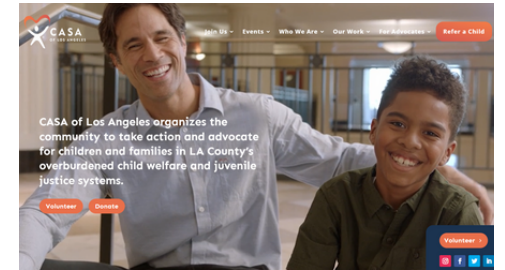 CASA
OF LOS ANGELES
Join Us
Events
Who We Are
Our Work
For Advocates
Refer a Child
CASA of Los Angeles organizes the
community to take action and advocate
for children and families in LA County's
overburdened child welfare and juvenile
justice systems.
Volunteer
Donate
Volunteer